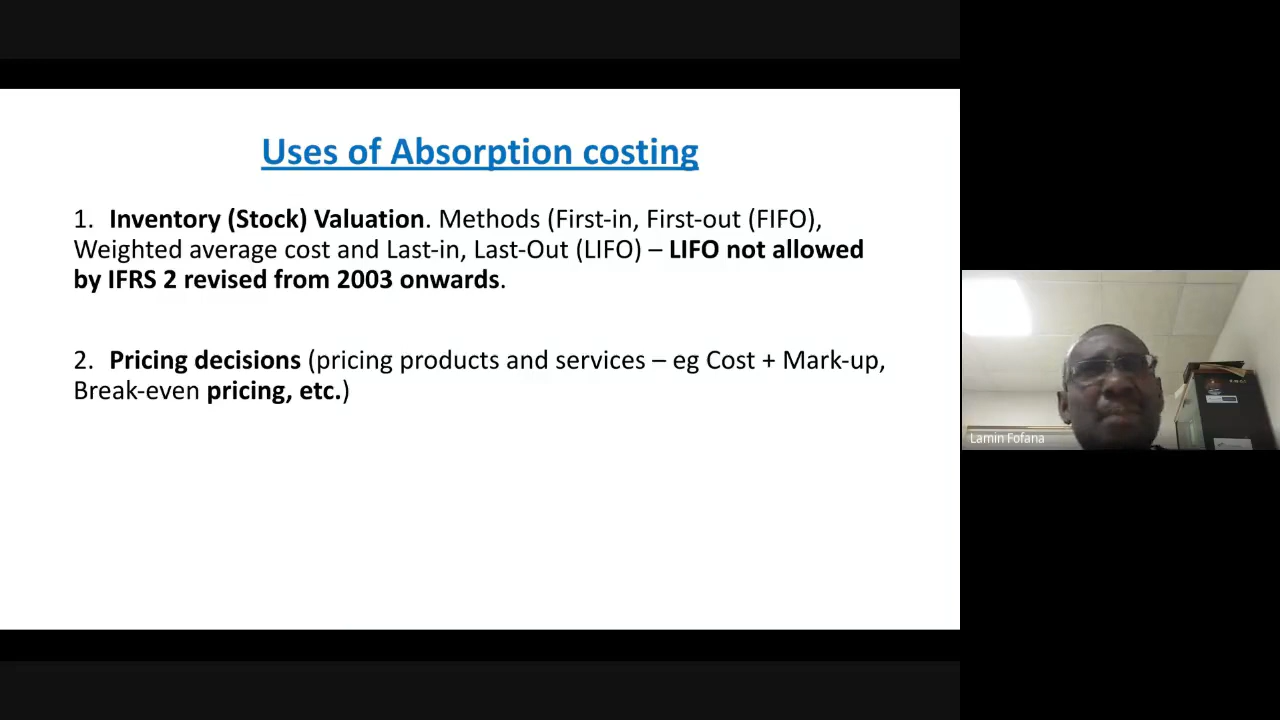 Uses of Absorption costing
1. Inventory (Stock) Valuation. Methods (First-in, First-out (FIFO),
Weighted average cost and Last-in, Last-Out (LIFO) – LIFO not allowed
by IFRS 2 revised from 2003 onwards.
2. Pricing decisions (pricing products and services – eg Cost + Mark-up,
Break-even pricing, etc.)
Lamin Fofana